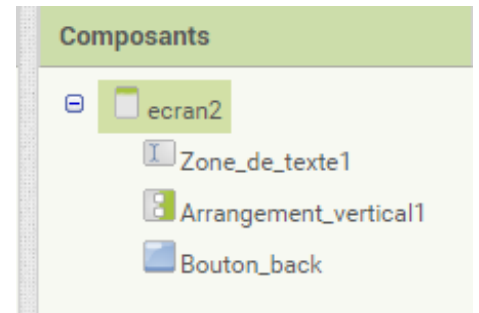 Composants
ecran2
Zone_de_texte1
Arrangement_vertical1
Bouton_back